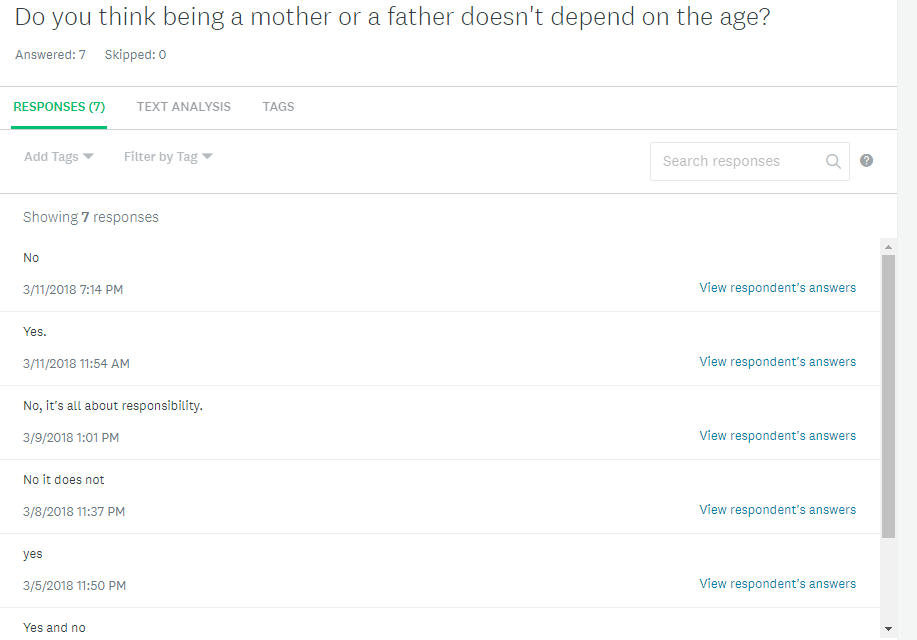 Do you think being a mother or a father doesn't depend on the age?
Answered: 7 Skipped: 0
RESPONSES (7) TEXT ANALYSIS TAGS
Add Tags Filter by Tag Search responses ?
Showing 7 responses
No
3/11/2018 7:14 PM View respondent's answers
Yes.
3/11/2018 11:54 AM View respondent's answers
No, it's all about responsibility.
3/9/2018 1:01 PM View respondent's answers
No it does not
3/8/2018 11:37 PM View respondent's answers
yes
3/5/2018 11:50 PM View respondent's answers
Yes and no